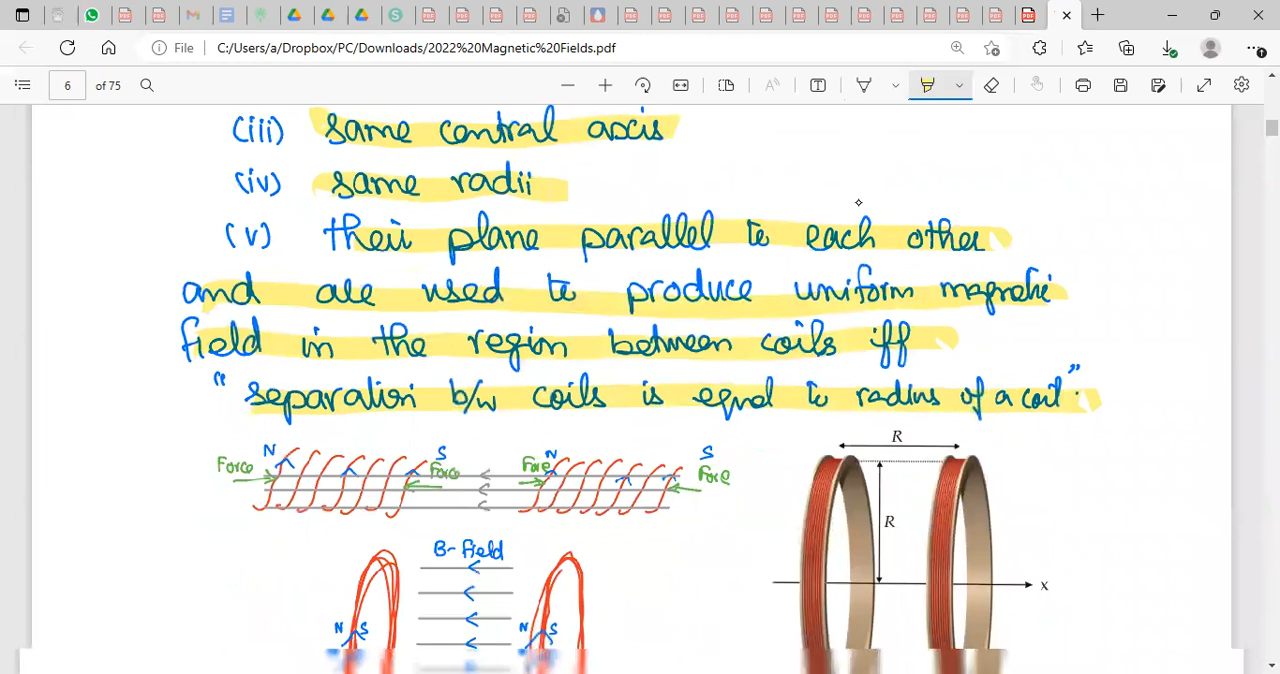 File C:/Users/a/Dropbox/PC/Downloads/2022%20Magnetic%20Fields.pdf
6 of 75
(iii) same central axis
(iv) same radii
(v) their plane parallel to each other
and are used to produce uniform magnetic
field in the region between coils iff
"separation b/w coils is equal to radius of a coil".
N S N S
Force Force Force Force
R
R
x
B-field
N S N S